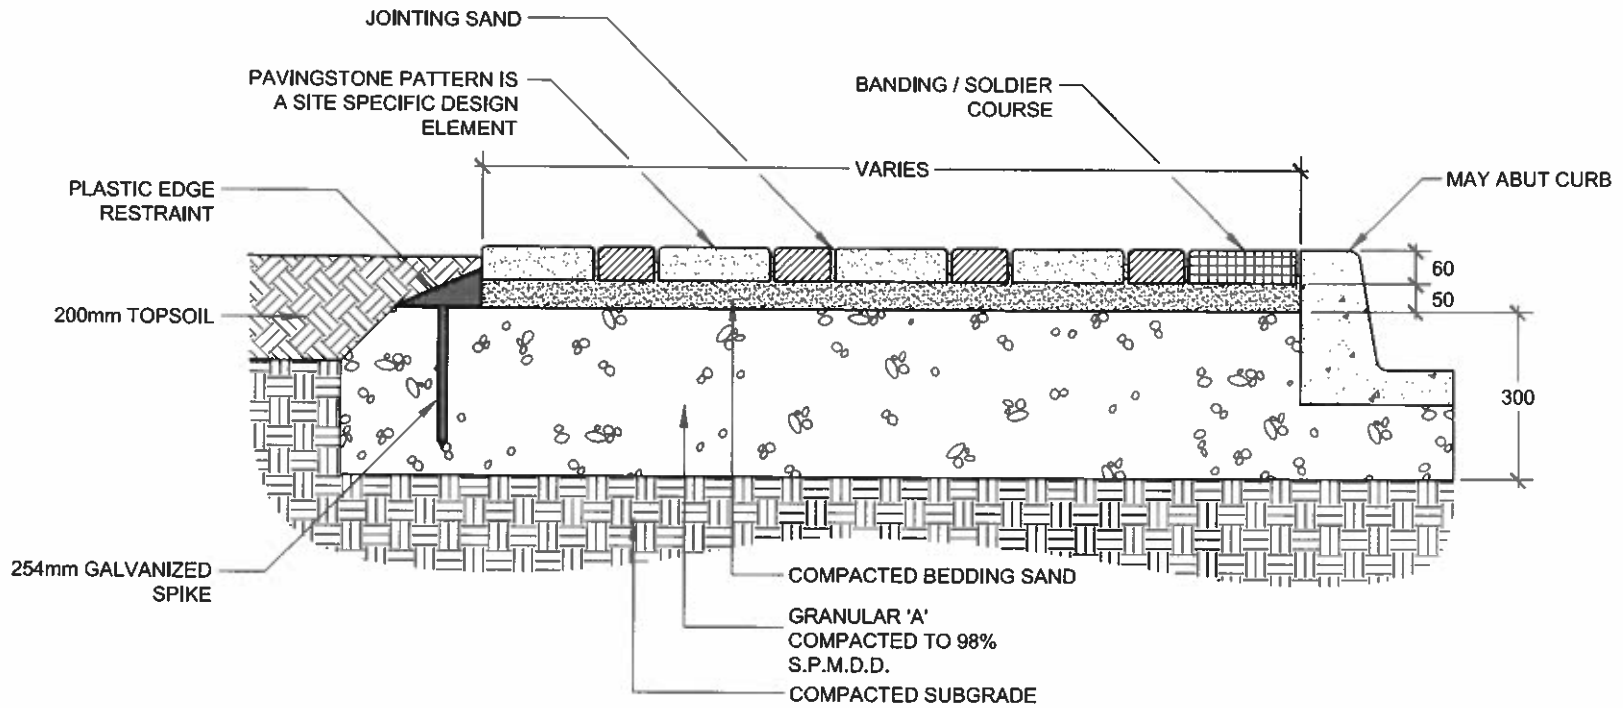 JOINTING SAND
PAVINGSTONE PATTERN IS
A SITE SPECIFIC DESIGN
ELEMENT
BANDING / SOLDIER
COURSE
VARIES
PLASTIC EDGE
RESTRAINT
MAY ABUT CURB
60
50
200mm TOPSOIL
300
254mm GALVANIZED
SPIKE
COMPACTED BEDDING SAND
GRANULAR 'A'
COMPACTED TO 98%
S.P.M.D.D.
COMPACTED SUBGRADE